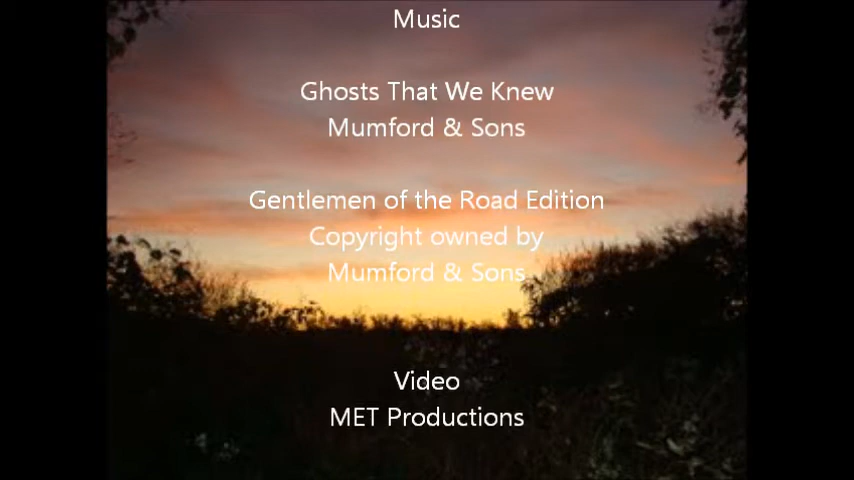 Music
Ghosts That We Knew
Mumford & Sons
Gentlemen of the Road Edition
Copyright owned by
Mumford & Sons
Video
MET Productions